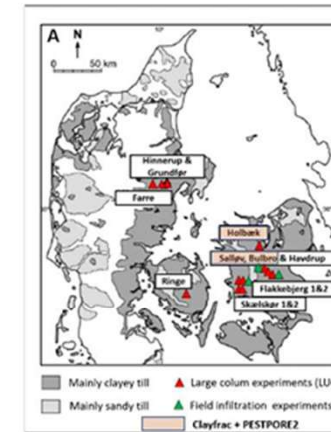 A
N
0 50 km
Hinnerup &
Grundfør
Farre
Holbæk
Salløv, Bulbro & Havdrup
Ringe
Flakkebjerg 1&2
Skælskør 1&2
Mainly clayey till
Large colum experiments (LU
Mainly sandy till
Field infiltration experiments
Clayfrac + PESTPORE2